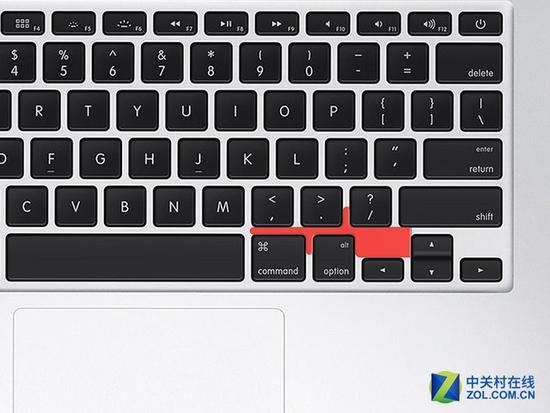 F4 F5 F6 F7 F8 F9 F10 F11 F12
$ % ^ & * ( ) _ +
4 5 6 7 8 9 0 - = delete
R T Y U I O P { } |
[ ] \
D F G H J K L : " enter
; ' return
C V B N M < > ?
, . / shift
⌘ alt ▲
command option ◀ ▼ ▶
中关村在线
ZOL.COM.CN